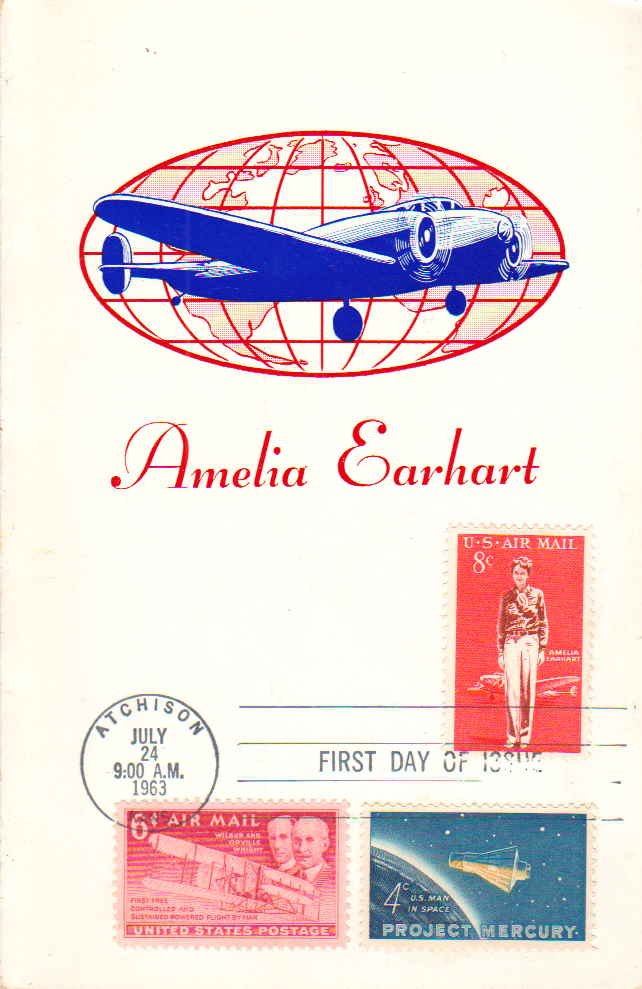 Amelia Earhart
U·S·AIR MAIL
8c
AMELIA
EARHART
ATCHISON
JULY
24
9:00 A.M.
1963
FIRST DAY OF ISSUE
6c
AIR MAIL
WILBUR AND
ORVILLE
WRIGHT
FIRST FREE
CONTROLLED AND
SUSTAINED POWERED FLIGHT BY MAN
UNITED STATES POSTAGE
4c
U.S. MAN
IN SPACE
PROJECT MERCURY